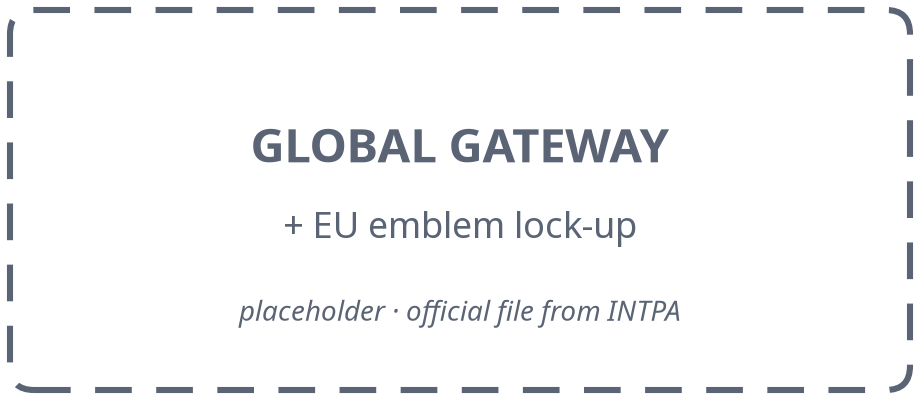 GLOBAL GATEWAY
+ EU emblem lock-up
placeholder · official file from INTPA